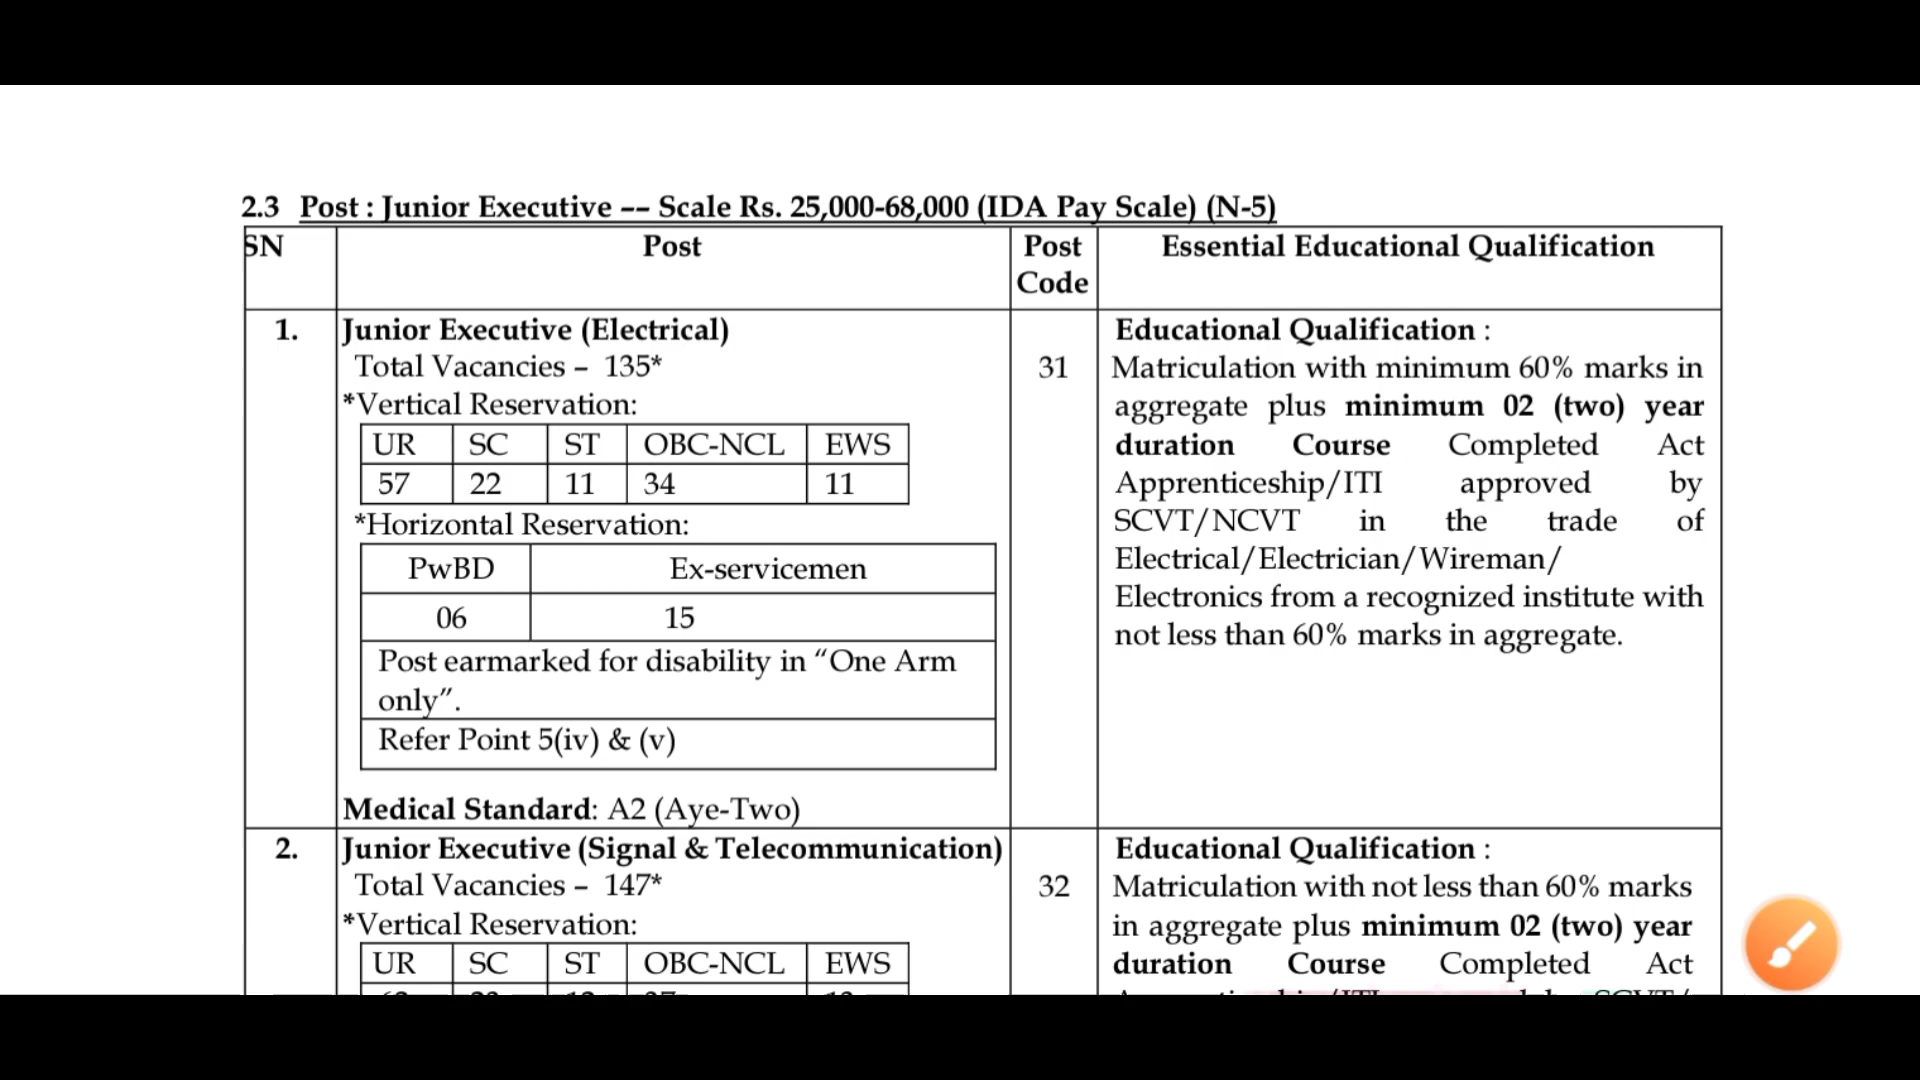 2.3 Post : Junior Executive -- Scale Rs. 25,000-68,000 (IDA Pay Scale) (N-5)
SN Post Post Code Essential Educational Qualification
1. Junior Executive (Electrical)
Total Vacancies – 135*
*Vertical Reservation:
UR SC ST OBC-NCL EWS
57 22 11 34 11
*Horizontal Reservation:
PwBD Ex-servicemen
06 15
Post earmarked for disability in “One Arm
only”.
Refer Point 5(iv) & (v)
Medical Standard: A2 (Aye-Two)
31
Educational Qualification :
Matriculation with minimum 60% marks in
aggregate plus minimum 02 (two) year
duration Course Completed Act
Apprenticeship/ITI approved by
SCVT/NCVT in the trade of
Electrical/Electrician/Wireman/
Electronics from a recognized institute with
not less than 60% marks in aggregate.
2. Junior Executive (Signal & Telecommunication)
Total Vacancies – 147*
*Vertical Reservation:
UR SC ST OBC-NCL EWS
32
Educational Qualification :
Matriculation with not less than 60% marks
in aggregate plus minimum 02 (two) year
duration Course Completed Act